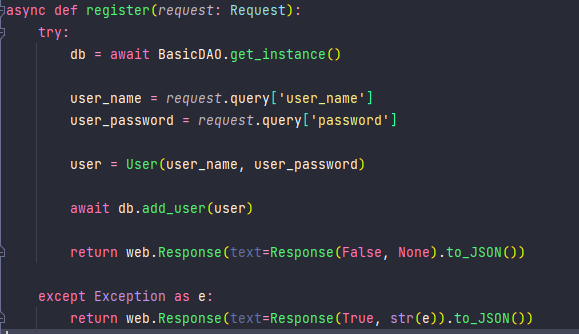 async def register(request: Request):
try:
db = await BasicDAO.get_instance()
user_name = request.query['user_name']
user_password = request.query['password']
user = User(user_name, user_password)
await db.add_user(user)
return web.Response(text=Response(False, None).to_JSON())
except Exception as e:
return web.Response(text=Response(True, str(e)).to_JSON())